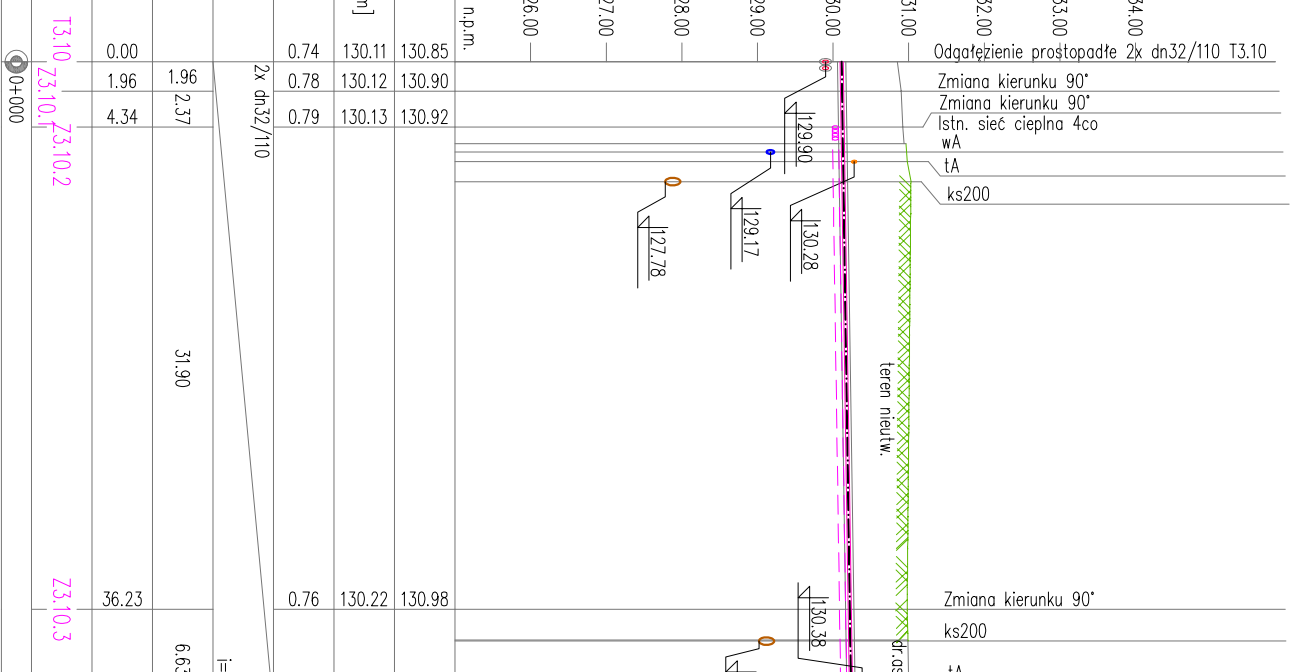 m]
n.p.m.
26.00
27.00
28.00
29.00
30.00
31.00
32.00
33.00
34.00
T3.10
0.00
0.74
130.11
130.85
Odgałęzienie prostopadłe 2x dn32/110 T3.10
Z3.10.1
1.96
1.96
0.78
130.12
130.90
Zmiana kierunku 90°
2.37
4.34
0.79
130.13
130.92
Zmiana kierunku 90°
Istn. sieć cieplna 4co
wA
tA
ks200
Z3.10.2
0+000
2x dn32/110
129.90
129.17
130.28
127.78
31.90
teren nieutw.
Z3.10.3
36.23
0.76
130.22
130.98
Zmiana kierunku 90°
130.38
ks200
6.63
i=
dr.as
tA